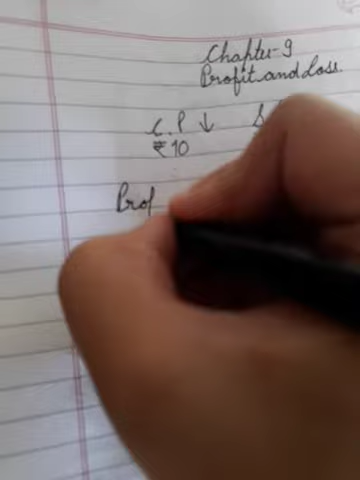 Chapter-9
Profit and Loss.
C.P ↓ S
₹10
Prof